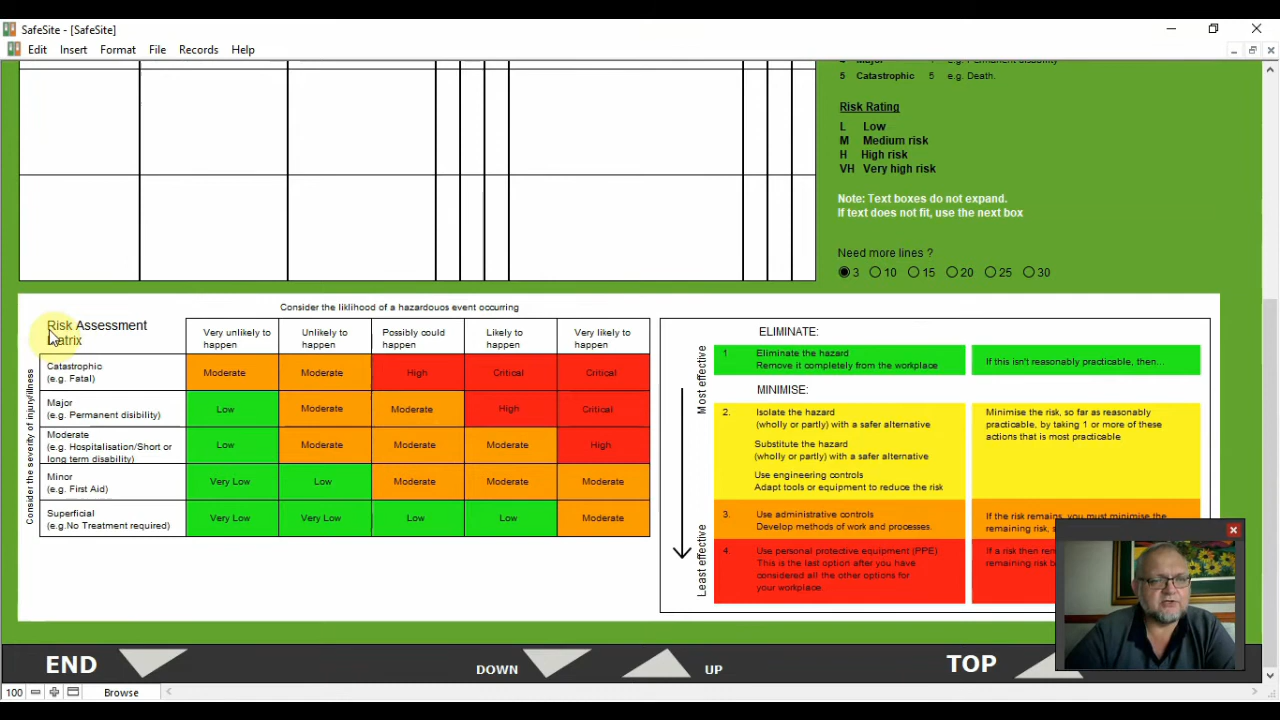 SafeSite - [SafeSite]
Edit Insert Format File Records Help
5 Catastrophic 5 e.g. Death.
Risk Rating
L Low
M Medium risk
H High risk
VH Very high risk
Note: Text boxes do not expand.
If text does not fit, use the next box
Need more lines ?
3 10 15 20 25 30
Consider the liklihood of a hazardouos event occurring
Risk Assessment
Matrix
Very unlikely to
happen
Unlikely to
happen
Possibly could
happen
Likely to
happen
Very likely to
happen
Consider the severity of injury/illness
Catastrophic
(e.g. Fatal)
Moderate Moderate High Critical Critical
Major
(e.g. Permanent disibility)
Low Moderate Moderate High Critical
Moderate
(e.g. Hospitalisation/Short or
long term disability)
Low Moderate Moderate Moderate High
Minor
(e.g. First Aid)
Very Low Low Moderate Moderate Moderate
Superficial
(e.g.No Treatment required)
Very Low Very Low Low Low Moderate
Most effective
Least effective
ELIMINATE:
1. Eliminate the hazard
Remove it completely from the workplace
If this isn't reasonably practicable, then...
MINIMISE:
2. Isolate the hazard
(wholly or partly) with a safer alternative
Substitute the hazard
(wholly or partly) with a safer alternative
Use engineering controls
Adapt tools or equipment to reduce the risk
Minimise the risk, so far as reasonably
practicable, by taking 1 or more of these
actions that is most practicable
3. Use administrative controls
Develop methods of work and processes.
If the risk remains, you must minimise the
remaining risk,
4. Use personal protective equipment (PPE)
This is the last option after you have
considered all the other options for
your workplace
If a risk then
remaining risk
END DOWN UP TOP
100 Browse